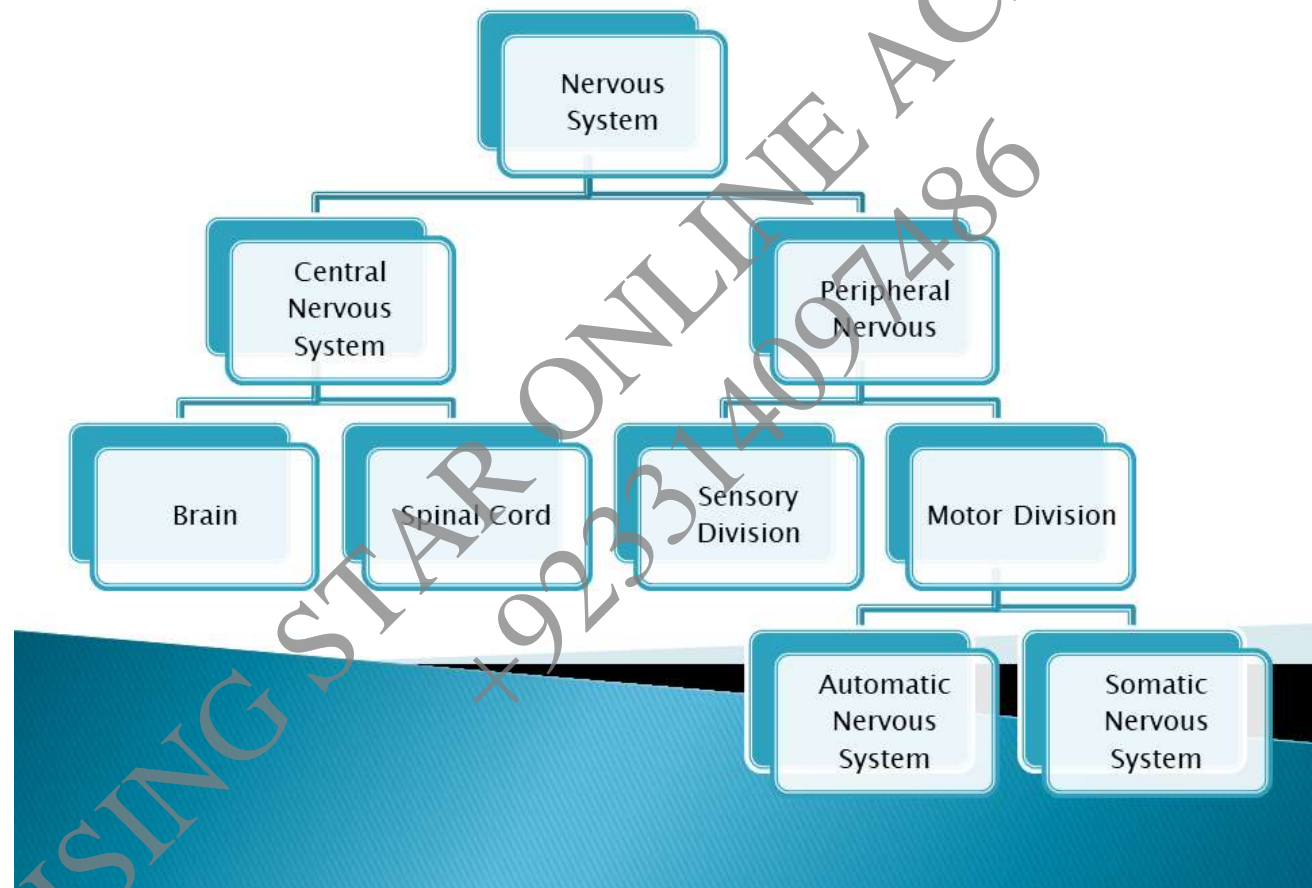 Nervous
System
Central
Nervous
System
Peripheral
Nervous
Brain
Spinal Cord
Sensory
Division
Motor Division
Automatic
Nervous
System
Somatic
Nervous
System
STAR ONLINE
+923314097486